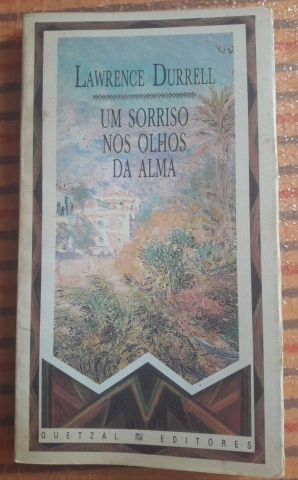 LAWRENCE DURRELL
UM SORRISO
NOS OLHOS
DA ALMA
QUETZAL EDITORES